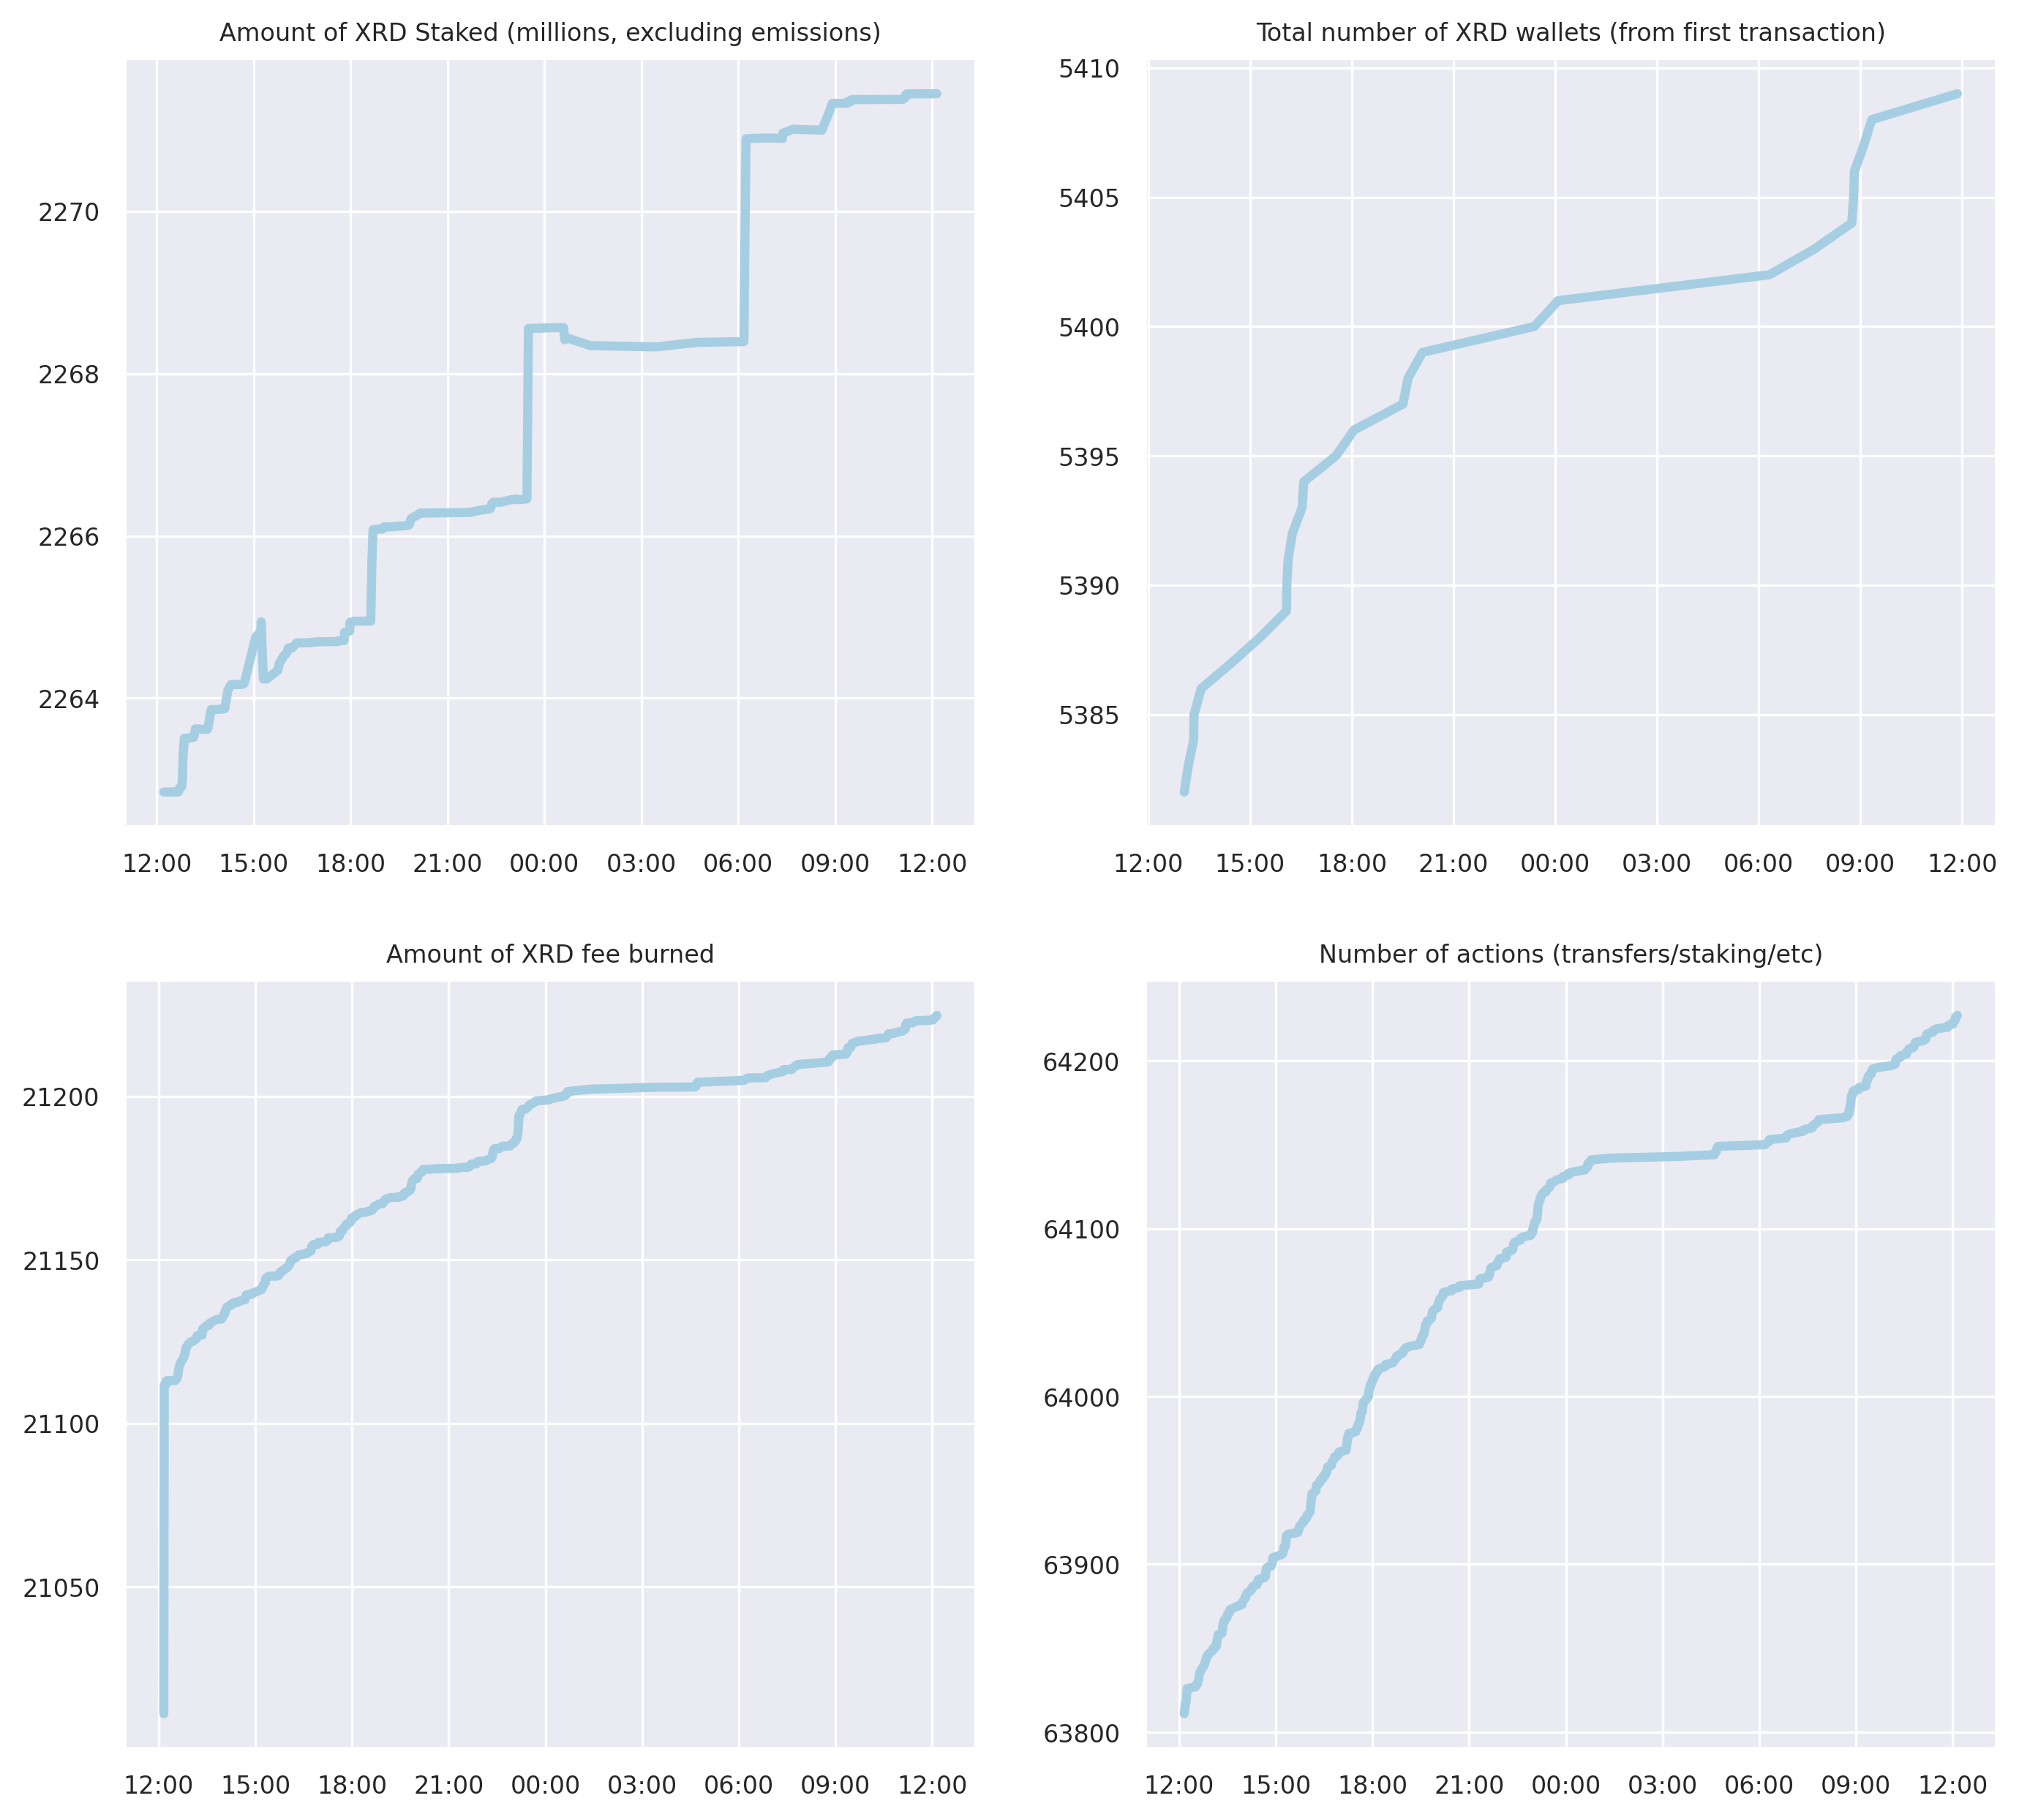 Amount of XRD Staked (millions, excluding emissions)
2270
2268
2266
2264
12:00 15:00 18:00 21:00 00:00 03:00 06:00 09:00 12:00
Total number of XRD wallets (from first transaction)
5410
5405
5400
5395
5390
5385
12:00 15:00 18:00 21:00 00:00 03:00 06:00 09:00 12:00
Amount of XRD fee burned
21200
21150
21100
21050
12:00 15:00 18:00 21:00 00:00 03:00 06:00 09:00 12:00
Number of actions (transfers/staking/etc)
64200
64100
64000
63900
63800
12:00 15:00 18:00 21:00 00:00 03:00 06:00 09:00 12:00